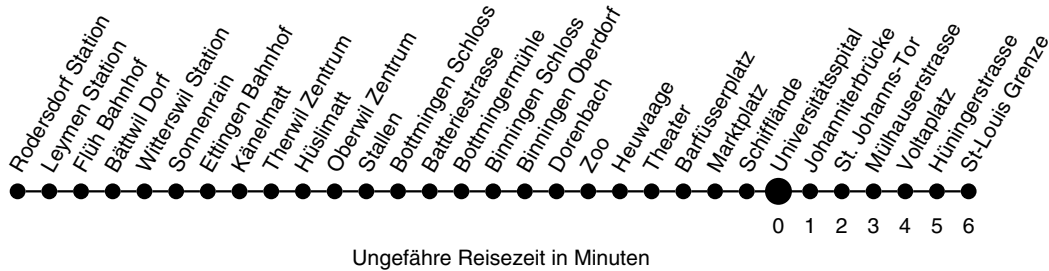 Rodersdorf Station
Leymen Station
Flüh Bahnhof
Bättwil Dorf
Witterswil Station
Sonnenrain
Ettingen Bahnhof
Känelmatt
Therwil Zentrum
Hüslimatt
Oberwil Zentrum
Stallen
Bottmingen Schloss
Batteriestrasse
Bottmingermühle
Binningen Schloss
Binningen Oberdorf
Dorenbach
Zoo
Heuwaage
Theater
Barfüsserplatz
Marktplatz
Schifflände
Universitätsspital
Johanniterbrücke
St. Johanns-Tor
Mülhauserstrasse
Voltaplatz
Hüningerstrasse
St-Louis Grenze
0 1 2 3 4 5 6
Ungefähre Reisezeit in Minuten